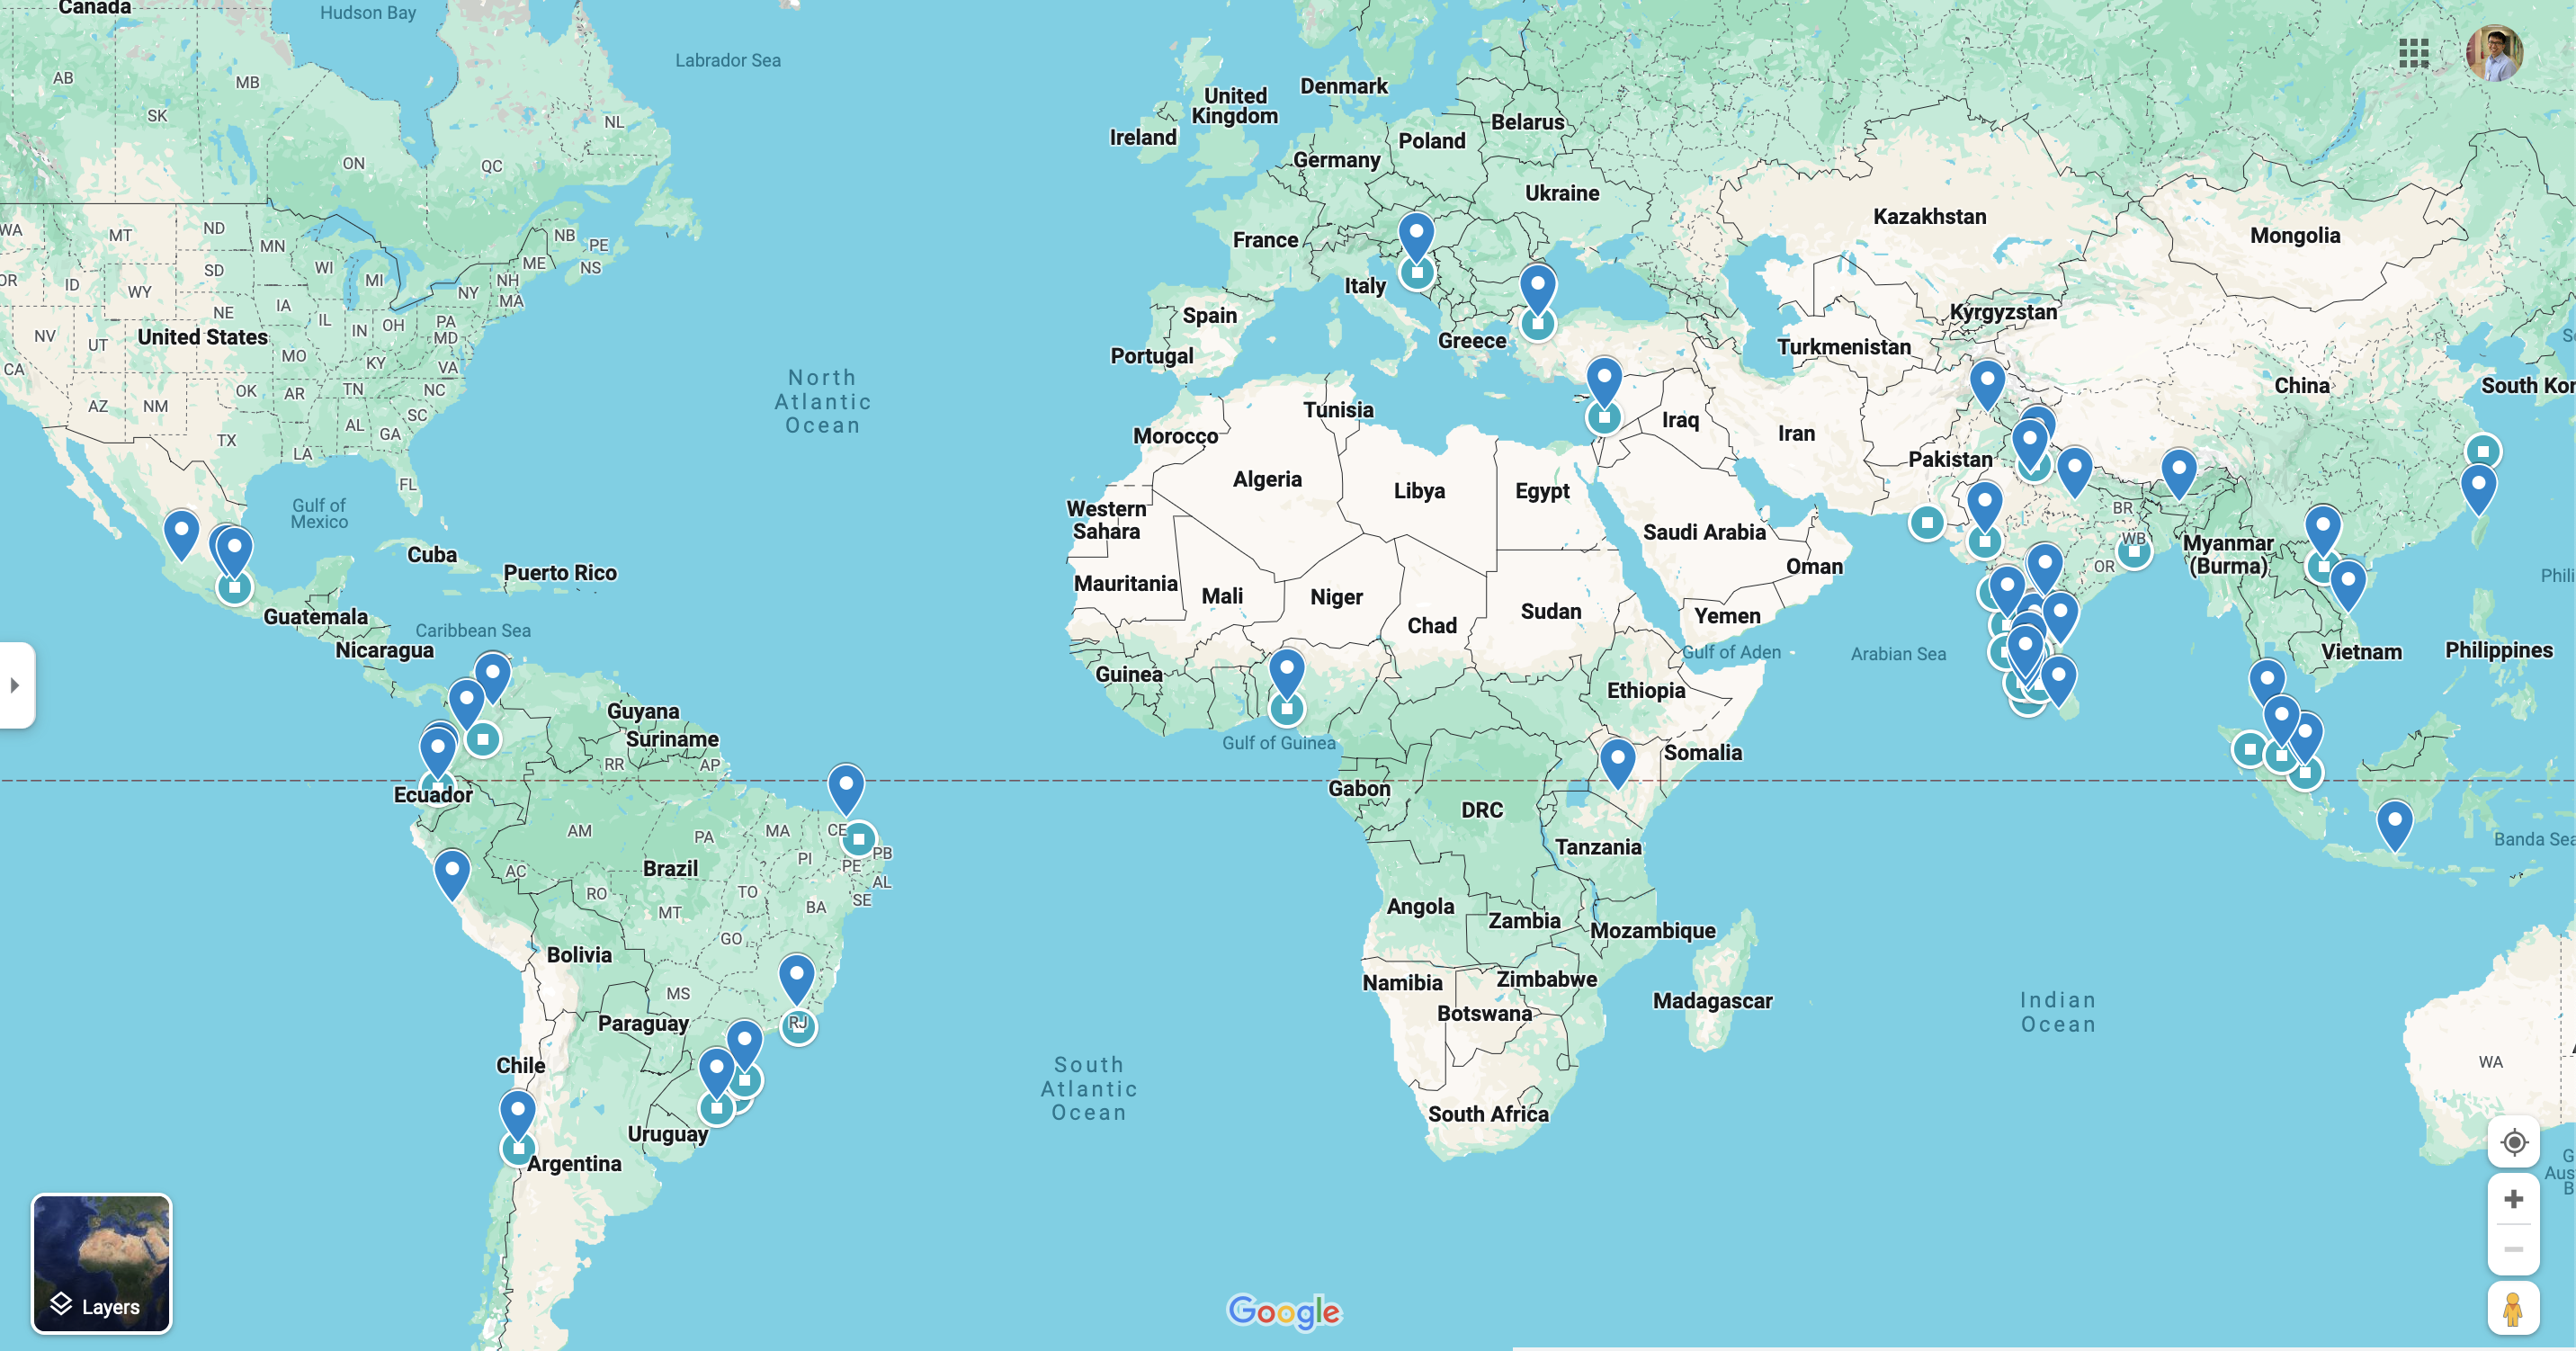 Canada
Hudson Bay
Labrador Sea
AB
MB
SK
NL
ON
QC
Denmark
United
Kingdom
Ireland
Belarus
Poland
Germany
Ukraine
France
Kazakhstan
Mongolia
WA
MT
ND
MN
NB
PE
OR
ID
SD
WI
MI
ME
NS
WY
NH
NY
MA
NE
IA
Italy
Kyrgyzstan
NV
UT
United States
IL
IN
OH
PA
MD
Spain
Greece
Turkmenistan
MO
KY
VA
Portugal
China
South Kor
CA
OK
AR
TN
NC
North
Atlantic
Ocean
AZ
NM
SC
Tunisia
AL
GA
Morocco
Iraq
Iran
TX
LA
FL
Pakistan
Algeria
Libya
Egypt
Gulf of
Mexico
Western
Sahara
BR
Saudi Arabia
WB
Myanmar
(Burma)
Cuba
Puerto Rico
Oman
OR
Phili
Mauritania
Mali
Niger
Chad
Sudan
Yemen
Guatemala
Caribbean Sea
Nicaragua
Gulf of Aden
Arabian Sea
Vietnam
Philippines
Guinea
Ethiopia
Guyana
Suriname
Gulf of Guinea
Somalia
RR
AP
Ecuador
Gabon
DRC
AM
PA
MA
CE
Banda Sea
PI
PB
Tanzania
Brazil
PE
AC
RO
TO
AL
MT
BA
SE
Angola
Zambia
Mozambique
GO
Bolivia
Namibia
Zimbabwe
MS
Botswana
Madagascar
Indian
Ocean
Paraguay
RJ
Chile
South
Atlantic
Ocean
WA
South Africa
Uruguay
Argentina
G
Aus
B
Layers
Google